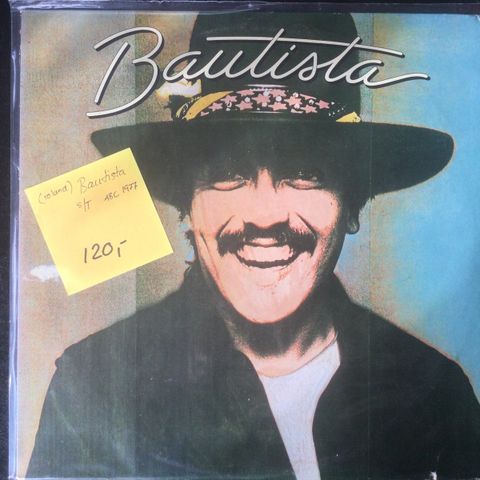 Bautista
(roland) Bautista
s/t ABC 1977
120,-